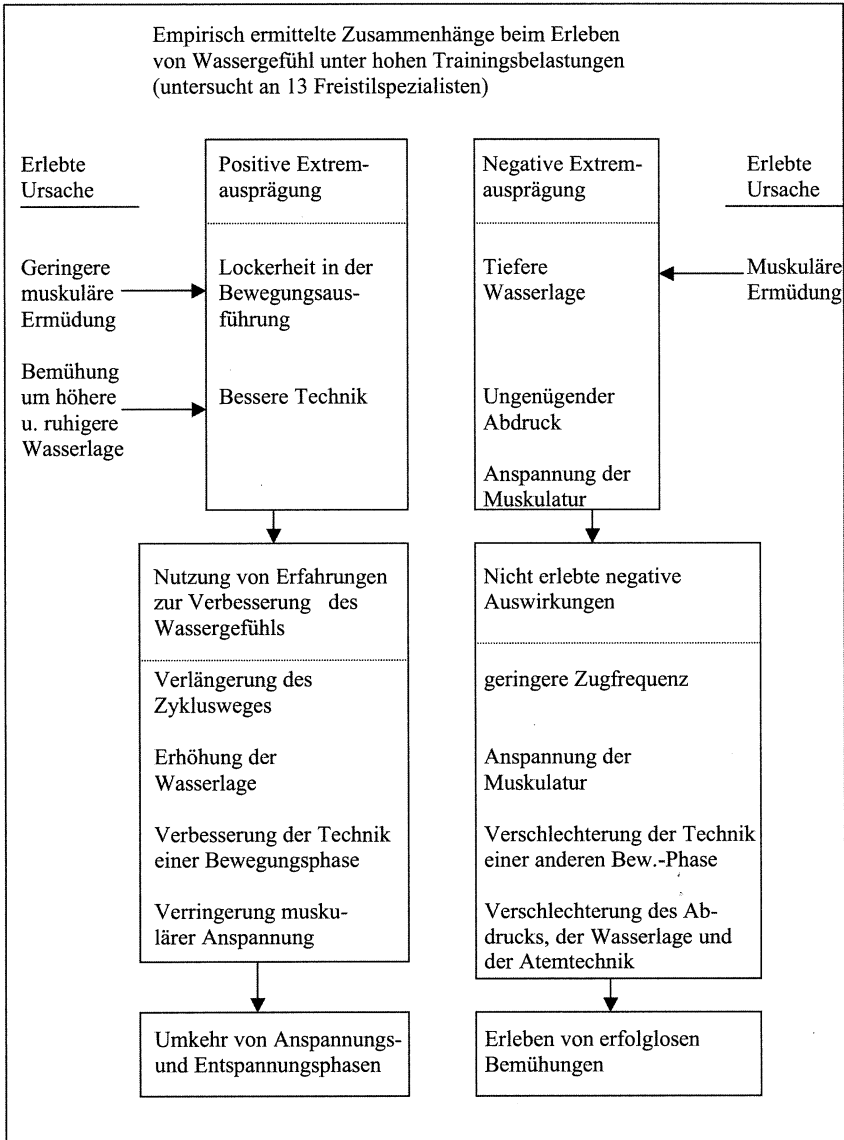 Empirisch ermittelte Zusammenhänge beim Erleben
von Wassergefühl unter hohen Trainingsbelastungen
(untersucht an 13 Freistilspezialisten)
Erlebte
Ursache
Geringere
muskuläre
Ermüdung
Bemühung
um höhere
u. ruhigere
Wasserlage
Positive Extrem-
ausprägung
Lockerheit in der
Bewegungsaus-
führung
Bessere Technik
Negative Extrem-
ausprägung
Tiefere
Wasserlage
Ungenügender
Abdruck
Anspannung der
Muskulatur
Erlebte
Ursache
Muskuläre
Ermüdung
Nutzung von Erfahrungen
zur Verbesserung des
Wassergefühls
Verlängerung des
Zyklusweges
Erhöhung der
Wasserlage
Verbesserung der Technik
einer Bewegungsphase
Verringerung musku-
lärer Anspannung
Nicht erlebte negative
Auswirkungen
geringere Zugfrequenz
Anspannung der
Muskulatur
Verschlechterung der Technik
einer anderen Bew.-Phase
Verschlechterung des Ab-
drucks, der Wasserlage und
der Atemtechnik
Umkehr von Anspannungs-
und Entspannungsphasen
Erleben von erfolglosen
Bemühungen